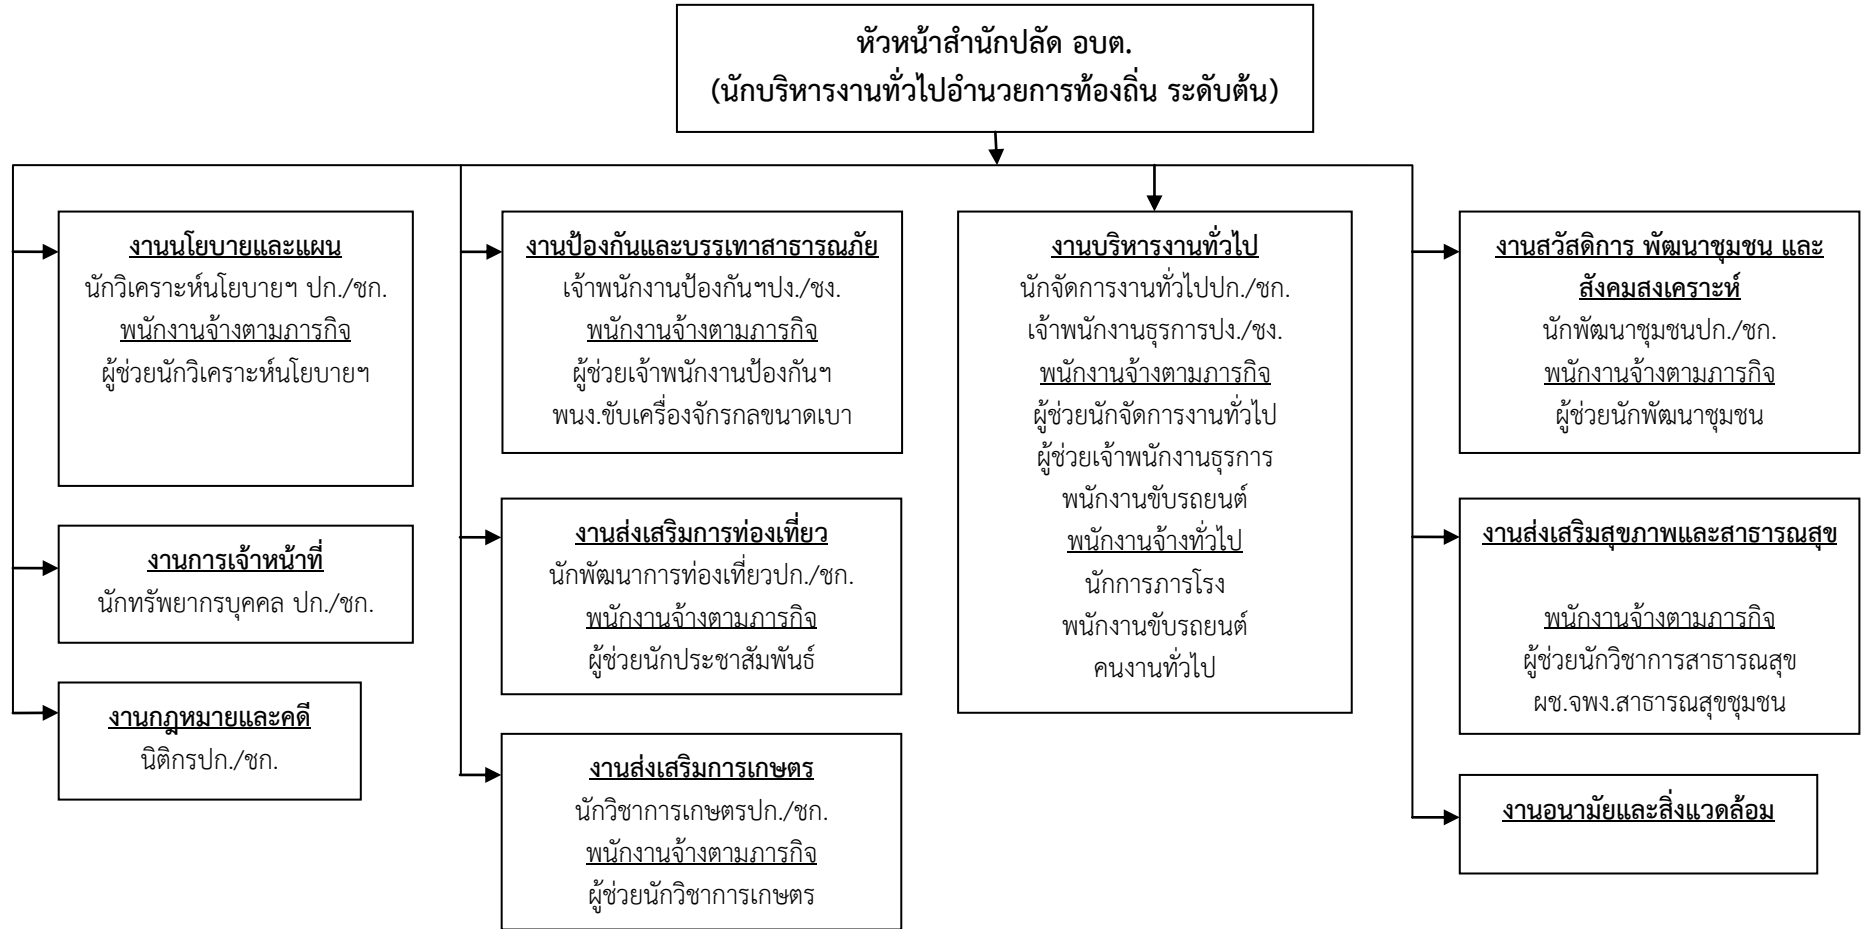 หัวหน้าสำนักปลัด อบต.
(นักบริหารงานทั่วไปอำนวยการท้องถิ่น ระดับต้น)
งานนโยบายและแผน
นักวิเคราะห์นโยบายฯ ปก./ชก.
พนักงานจ้างตามภารกิจ
ผู้ช่วยนักวิเคราะห์นโยบายฯ
งานการเจ้าหน้าที่
นักทรัพยากรบุคคล ปก./ชก.
งานกฎหมายและคดี
นิติกรปก./ชก.
งานป้องกันและบรรเทาสาธารณภัย
เจ้าพนักงานป้องกันฯปง./ชง.
พนักงานจ้างตามภารกิจ
ผู้ช่วยเจ้าพนักงานป้องกันฯ
พนง.ขับเครื่องจักรกลขนาดเบา
งานส่งเสริมการท่องเที่ยว
นักพัฒนาการท่องเที่ยวปก./ชก.
พนักงานจ้างตามภารกิจ
ผู้ช่วยนักประชาสัมพันธ์
งานส่งเสริมการเกษตร
นักวิชาการเกษตรปก./ชก.
พนักงานจ้างตามภารกิจ
ผู้ช่วยนักวิชาการเกษตร
งานบริหารงานทั่วไป
นักจัดการงานทั่วไปปก./ชก.
เจ้าพนักงานธุรการปง./ชง.
พนักงานจ้างตามภารกิจ
ผู้ช่วยนักจัดการงานทั่วไป
ผู้ช่วยเจ้าพนักงานธุรการ
พนักงานขับรถยนต์
พนักงานจ้างทั่วไป
นักการภารโรง
พนักงานขับรถยนต์
คนงานทั่วไป
งานสวัสดิการ พัฒนาชุมชน และ
สังคมสงเคราะห์
นักพัฒนาชุมชนปก./ชก.
พนักงานจ้างตามภารกิจ
ผู้ช่วยนักพัฒนาชุมชน
งานส่งเสริมสุขภาพและสาธารณสุข
พนักงานจ้างตามภารกิจ
ผู้ช่วยนักวิชาการสาธารณสุข
ผช.จพง.สาธารณสุขชุมชน
งานอนามัยและสิ่งแวดล้อม